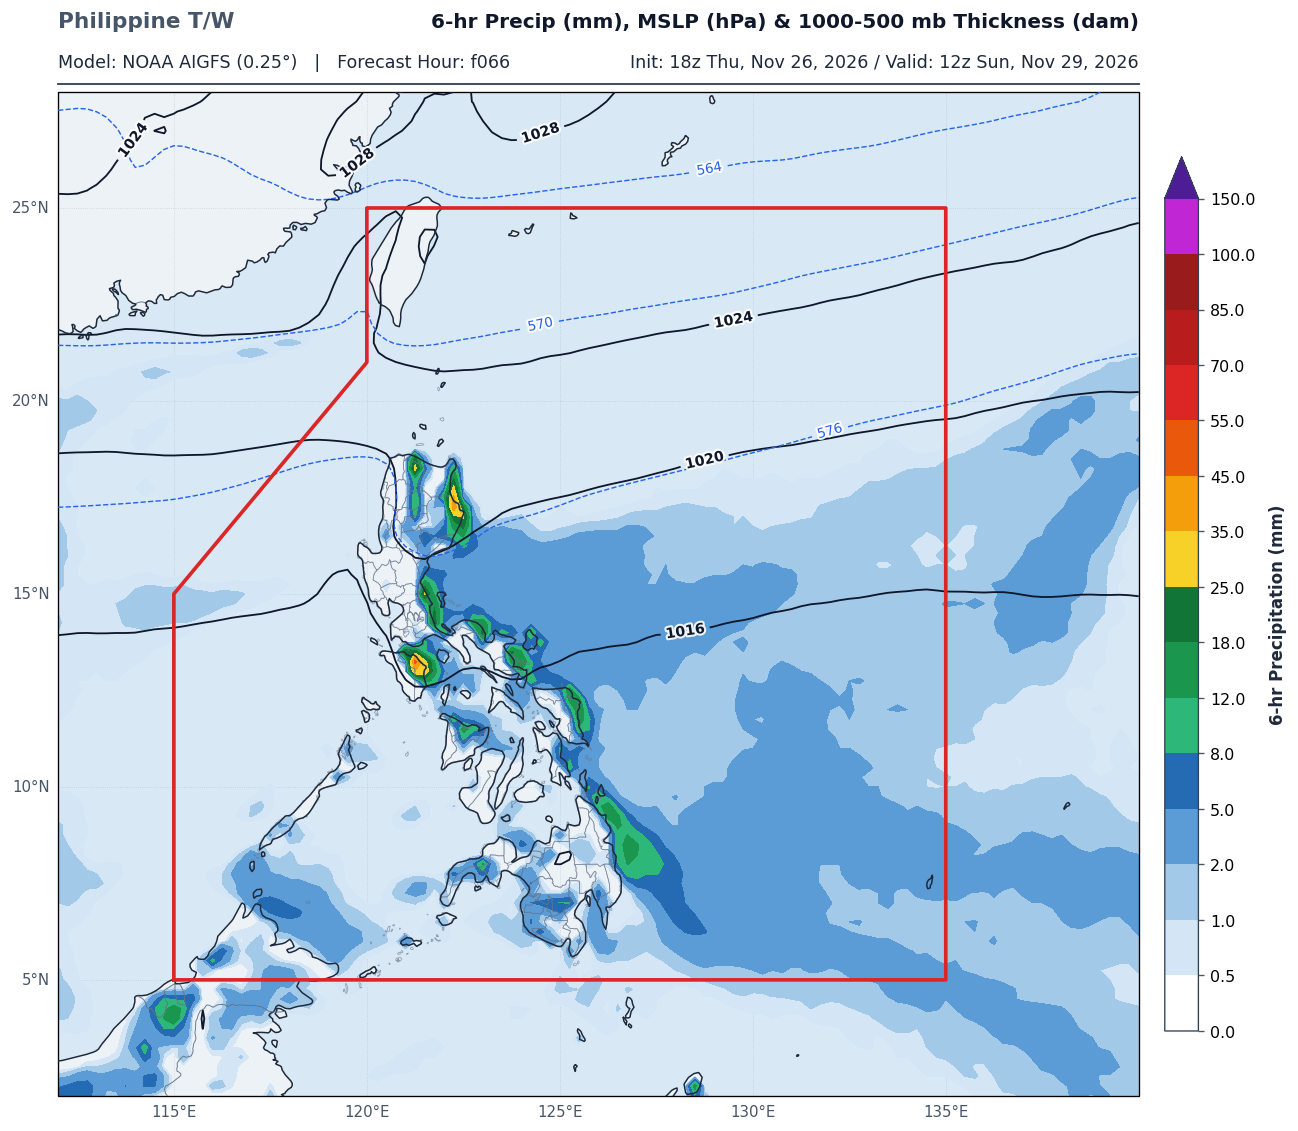 Philippine T/W
6-hr Precip (mm), MSLP (hPa) & 1000-500 mb Thickness (dam)
Model: NOAA AIGFS (0.25°) | Forecast Hour: f066
Init: 18z Thu, Nov 26, 2026 / Valid: 12z Sun, Nov 29, 2026
1024
1028
1028
564
570
1024
576
1020
1016
25°N
20°N
15°N
10°N
5°N
115°E
120°E
125°E
130°E
135°E
150.0
100.0
85.0
70.0
55.0
45.0
35.0
25.0
18.0
12.0
8.0
5.0
2.0
1.0
0.5
0.0
6-hr Precipitation (mm)